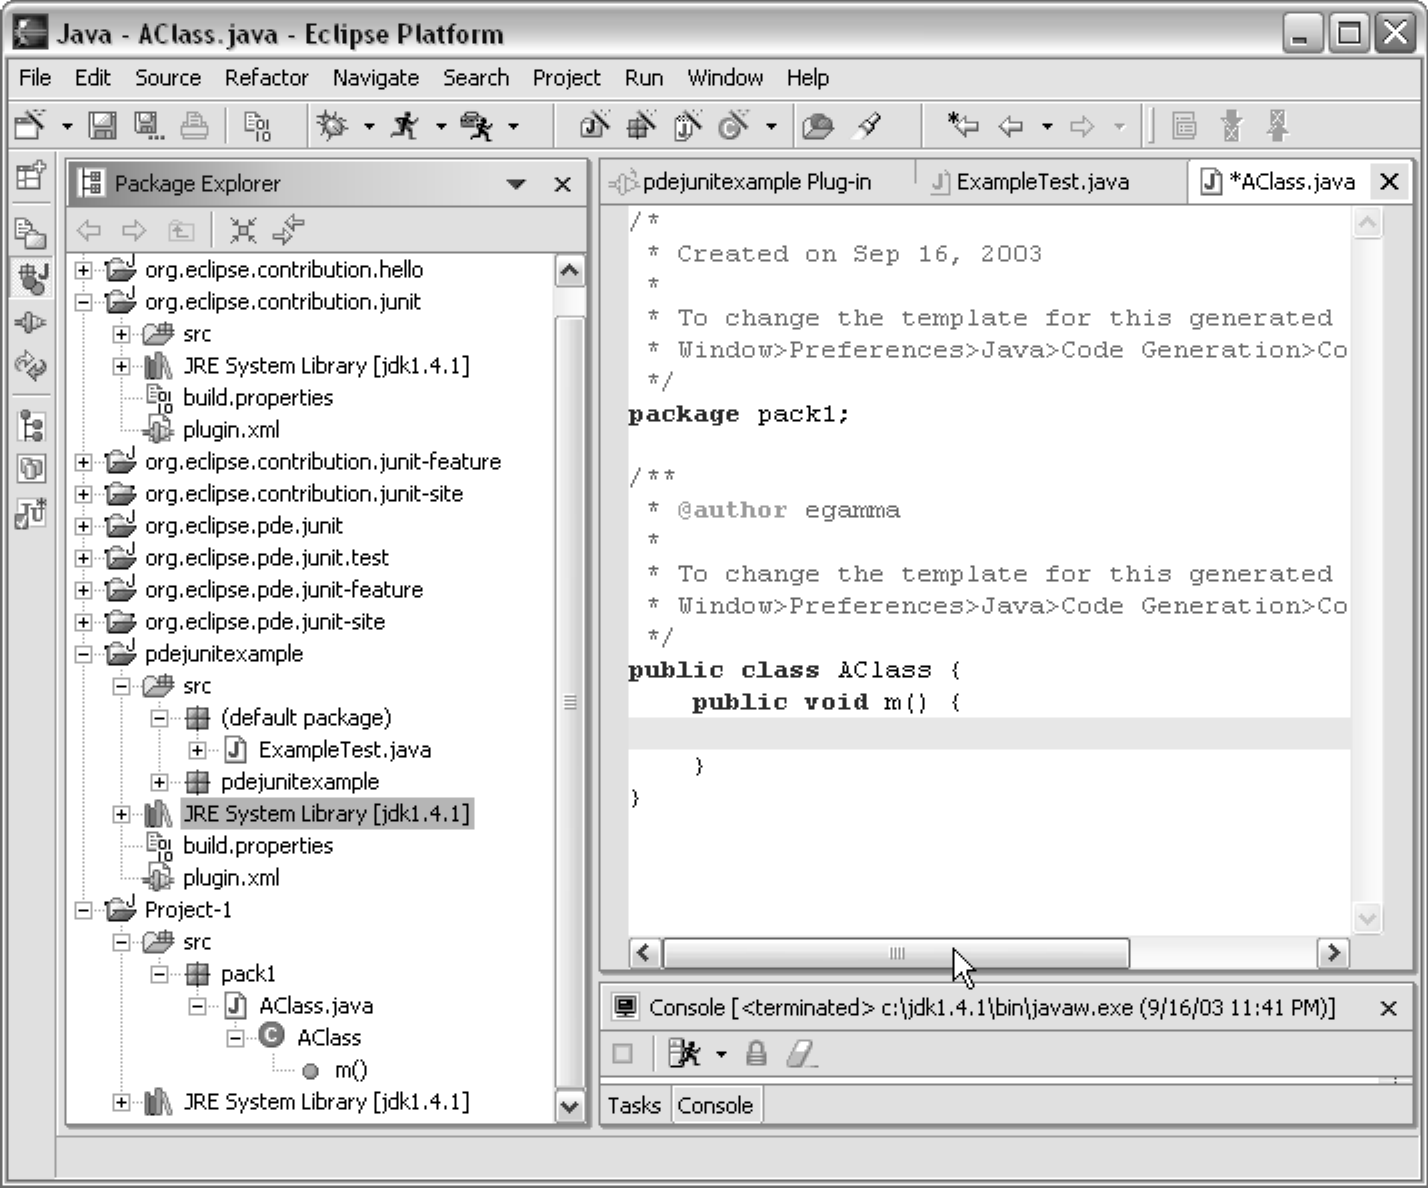 Java - AClass.java - Eclipse Platform
File Edit Source Refactor Navigate Search Project Run Window Help
Package Explorer
org.eclipse.contribution.hello
org.eclipse.contribution.junit
src
JRE System Library [jdk1.4.1]
build.properties
plugin.xml
org.eclipse.contribution.junit-feature
org.eclipse.contribution.junit-site
org.eclipse.pde.junit
org.eclipse.pde.junit.test
org.eclipse.pde.junit-feature
org.eclipse.pde.junit-site
pdejunitexample
src
(default package)
ExampleTest.java
pdejunitexample
JRE System Library [jdk1.4.1]
build.properties
plugin.xml
Project-1
src
pack1
AClass.java
AClass
m()
JRE System Library [jdk1.4.1]
pdejunitexample Plug-in ExampleTest.java *AClass.java
/*
* Created on Sep 16, 2003
*
* To change the template for this generated
* Window>Preferences>Java>Code Generation>Co
*/
package pack1;
/**
* @author egamma
*
* To change the template for this generated
* Window>Preferences>Java>Code Generation>Co
*/
public class AClass {
public void m() {
}
}
Console [<terminated> c:\jdk1.4.1\bin\javaw.exe (9/16/03 11:41 PM)]
Tasks Console